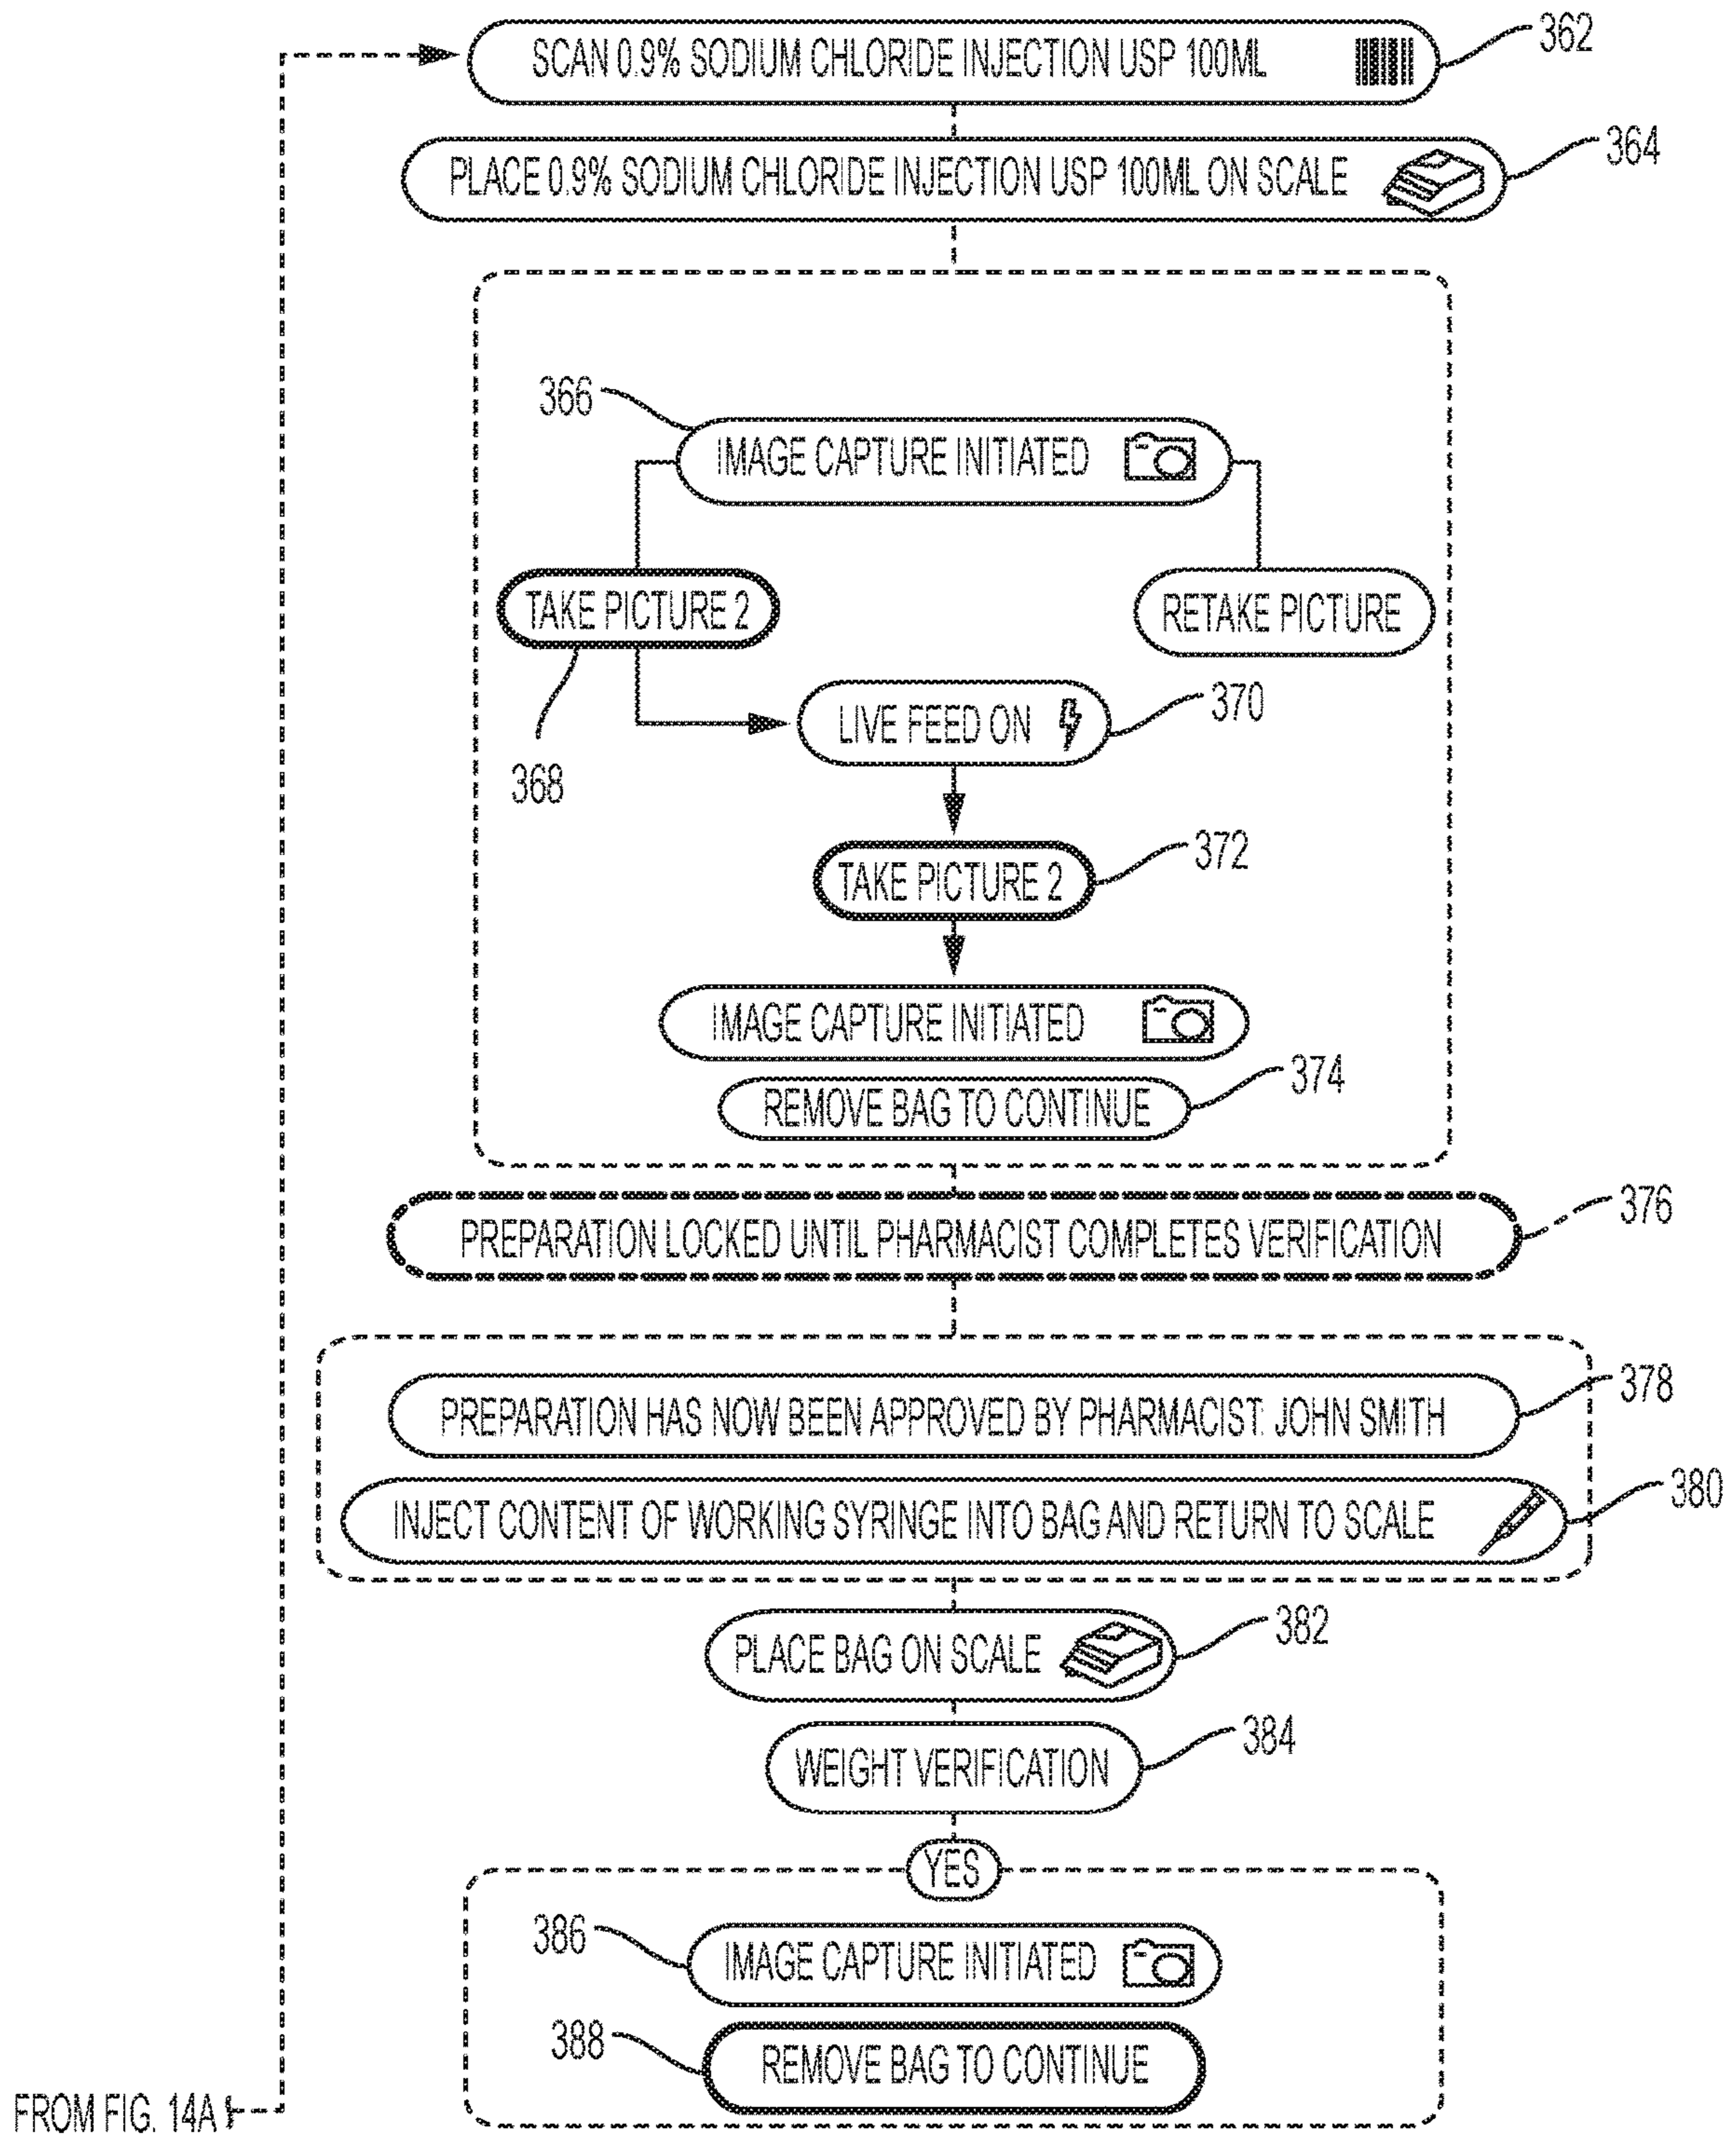 SCAN 0.9% SODIUM CHLORIDE INJECTION USP 100ML
362
PLACE 0.9% SODIUM CHLORIDE INJECTION USP 100ML ON SCALE
364
366
IMAGE CAPTURE INITIATED
TAKE PICTURE 2
RETAKE PICTURE
368
LIVE FEED ON
370
TAKE PICTURE 2
372
IMAGE CAPTURE INITIATED
REMOVE BAG TO CONTINUE
374
PREPARATION LOCKED UNTIL PHARMACIST COMPLETES VERIFICATION
376
PREPARATION HAS NOW BEEN APPROVED BY PHARMACIST: JOHN SMITH
378
INJECT CONTENT OF WORKING SYRINGE INTO BAG AND RETURN TO SCALE
380
PLACE BAG ON SCALE
382
WEIGHT VERIFICATION
384
YES
386
IMAGE CAPTURE INITIATED
388
REMOVE BAG TO CONTINUE
FROM FIG. 14A